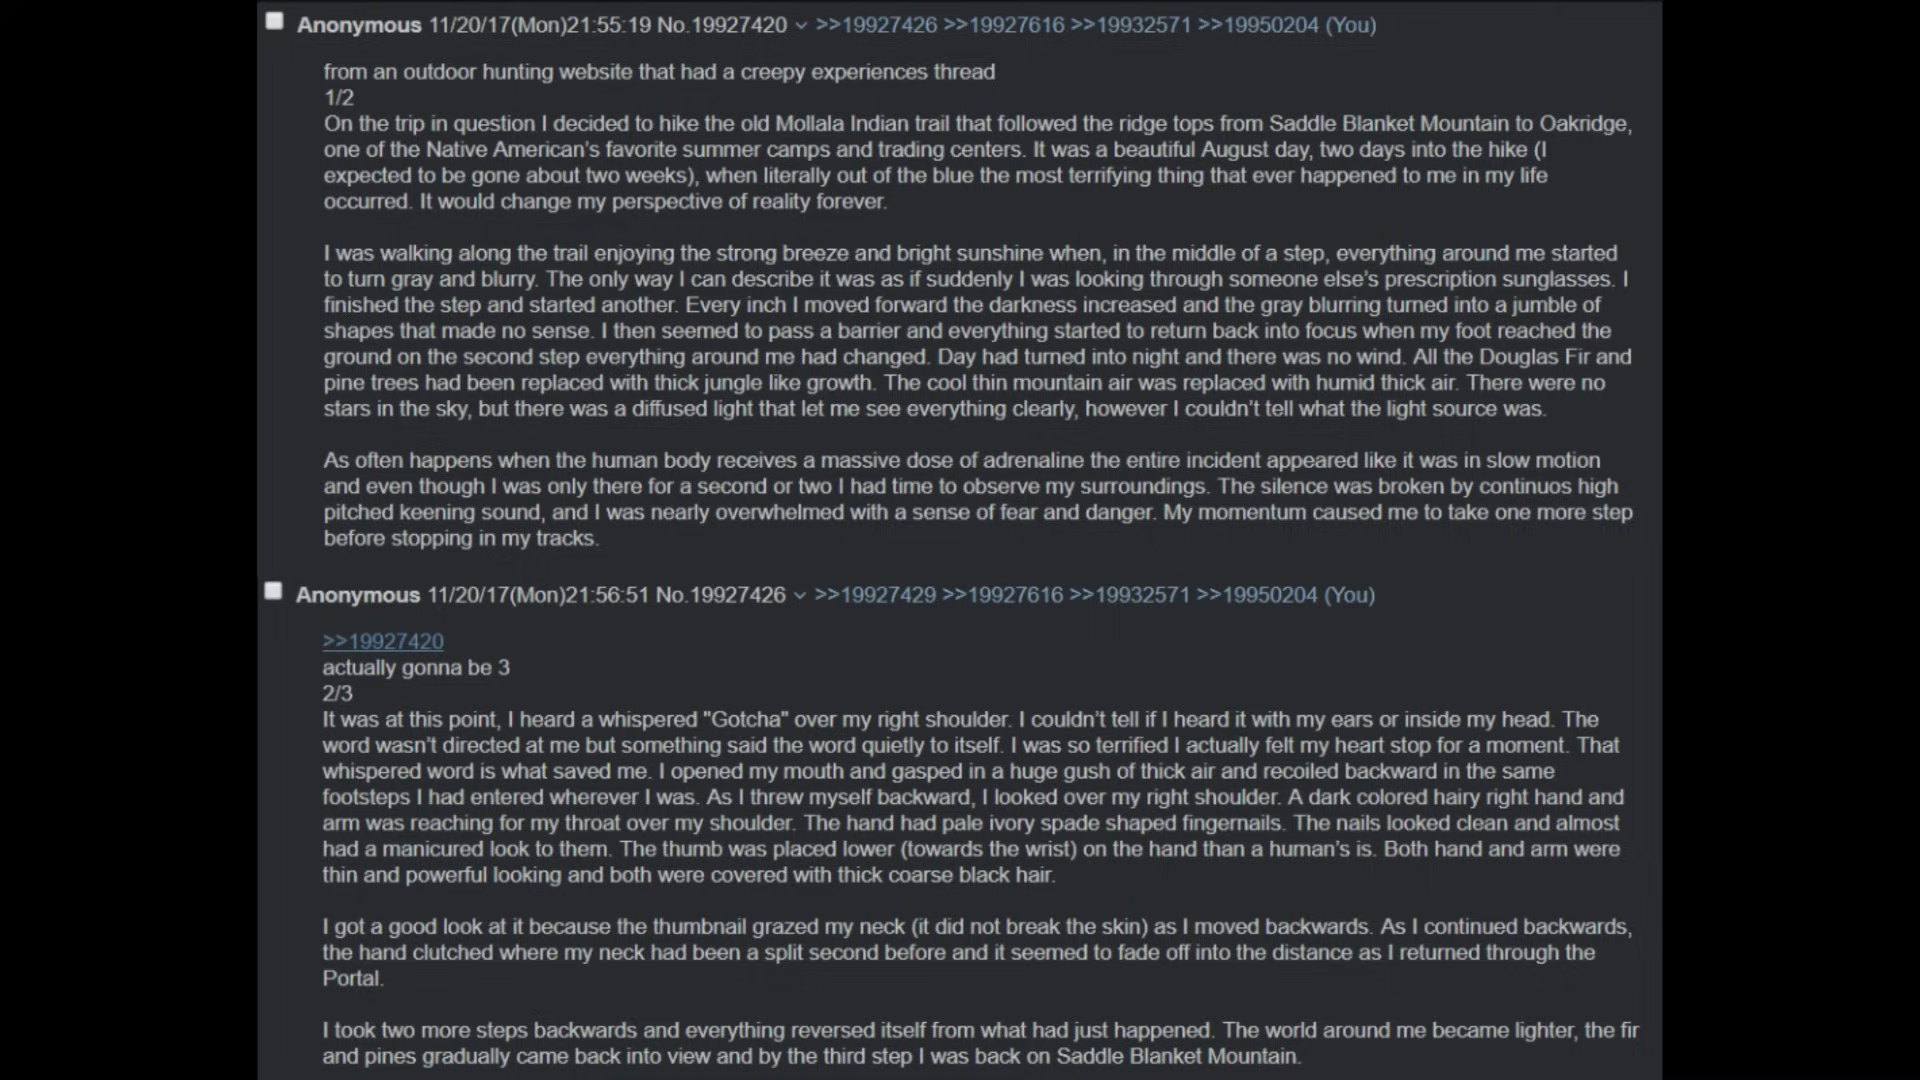 Anonymous 11/20/17(Mon)21:55:19 No.19927420 >>19927426 >>19927616 >>19932571 >>19950204 (You)
from an outdoor hunting website that had a creepy experiences thread
1/2
On the trip in question I decided to hike the old Mollala Indian trail that followed the ridge tops from Saddle Blanket Mountain to Oakridge,
one of the Native American's favorite summer camps and trading centers. It was a beautiful August day, two days into the hike (I
expected to be gone about two weeks), when literally out of the blue the most terrifying thing that ever happened to me in my life
occurred. It would change my perspective of reality forever.
I was walking along the trail enjoying the strong breeze and bright sunshine when, in the middle of a step, everything around me started
to turn gray and blurry. The only way I can describe it was as if suddenly I was looking through someone else's prescription sunglasses. I
finished the step and started another. Every inch I moved forward the darkness increased and the gray blurring turned into a jumble of
shapes that made no sense. I then seemed to pass a barrier and everything started to return back into focus when my foot reached the
ground on the second step everything around me had changed. Day had turned into night and there was no wind. All the Douglas Fir and
pine trees had been replaced with thick jungle like growth. The cool thin mountain air was replaced with humid thick air. There were no
stars in the sky, but there was a diffused light that let me see everything clearly, however I couldn't tell what the light source was.
As often happens when the human body receives a massive dose of adrenaline the entire incident appeared like it was in slow motion
and even though I was only there for a second or two I had time to observe my surroundings. The silence was broken by continuos high
pitched keening sound, and I was nearly overwhelmed with a sense of fear and danger. My momentum caused me to take one more step
before stopping in my tracks.
Anonymous 11/20/17(Mon)21:56:51 No.19927426 >>19927429 >>19927616 >>19932571 >>19950204 (You)
>>19927420
actually gonna be 3
2/3
It was at this point, I heard a whispered "Gotcha" over my right shoulder. I couldn't tell if I heard it with my ears or inside my head. The
word wasn't directed at me but something said the word quietly to itself. I was so terrified I actually felt my heart stop for a moment. That
whispered word is what saved me. I opened my mouth and gasped in a huge gush of thick air and recoiled backward in the same
footsteps I had entered wherever I was. As I threw myself backward, I looked over my right shoulder. A dark colored hairy right hand and
arm was reaching for my throat over my shoulder. The hand had pale ivory spade shaped fingernails. The nails looked clean and almost
had a manicured look to them. The thumb was placed lower (towards the wrist) on the hand than a human's is. Both hand and arm were
thin and powerful looking and both were covered with thick coarse black hair.
I got a good look at it because the thumbnail grazed my neck (it did not break the skin) as I moved backwards. As I continued backwards,
the hand clutched where my neck had been a split second before and it seemed to fade off into the distance as I returned through the
Portal.
I took two more steps backwards and everything reversed itself from what had just happened. The world around me became lighter, the fir
and pines gradually came back into view and by the third step I was back on Saddle Blanket Mountain.